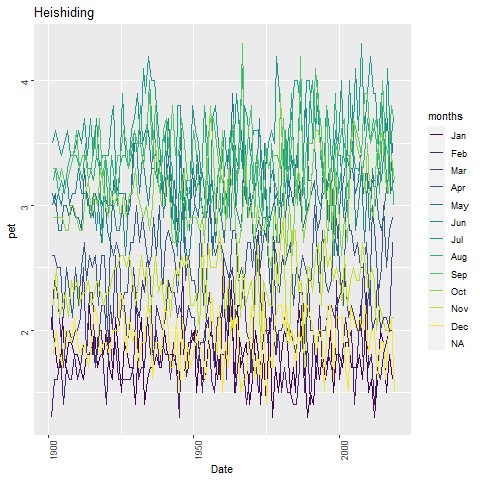 Heishiding
pet
4
3
2
1900
1950
2000
Date
months
Jan
Feb
Mar
Apr
May
Jun
Jul
Aug
Sep
Oct
Nov
Dec
NA